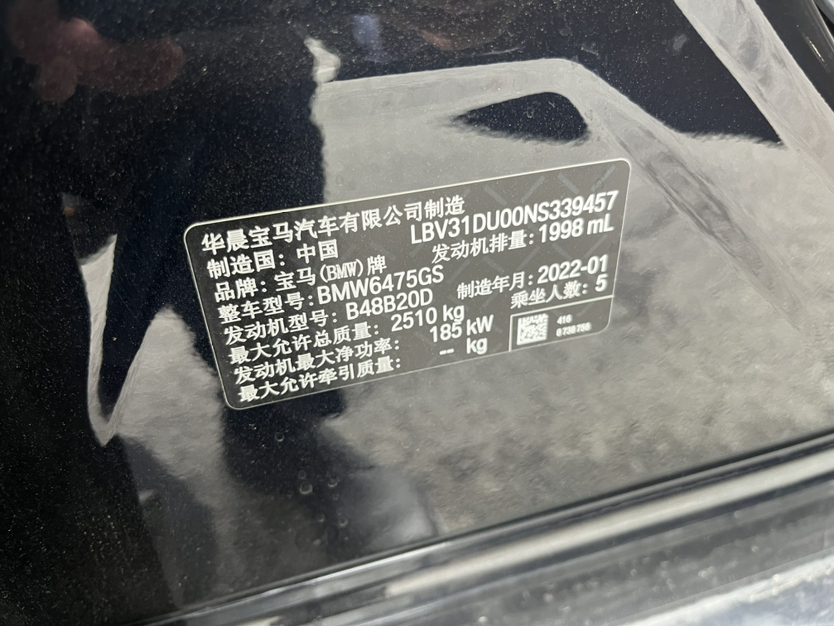 华晨宝马汽车有限公司制造
制造国：中国 LBV31DU00NS339457
品牌：宝马(BMW)牌 发动机排量：1998 mL
整车型号：BMW6475GS
发动机型号：B48B20D 制造年月：2022-01
最大允许总质量：2510 kg 乘坐人数：5
发动机最大净功率：185 kW
最大允许牵引质量：-- kg
416
6738756